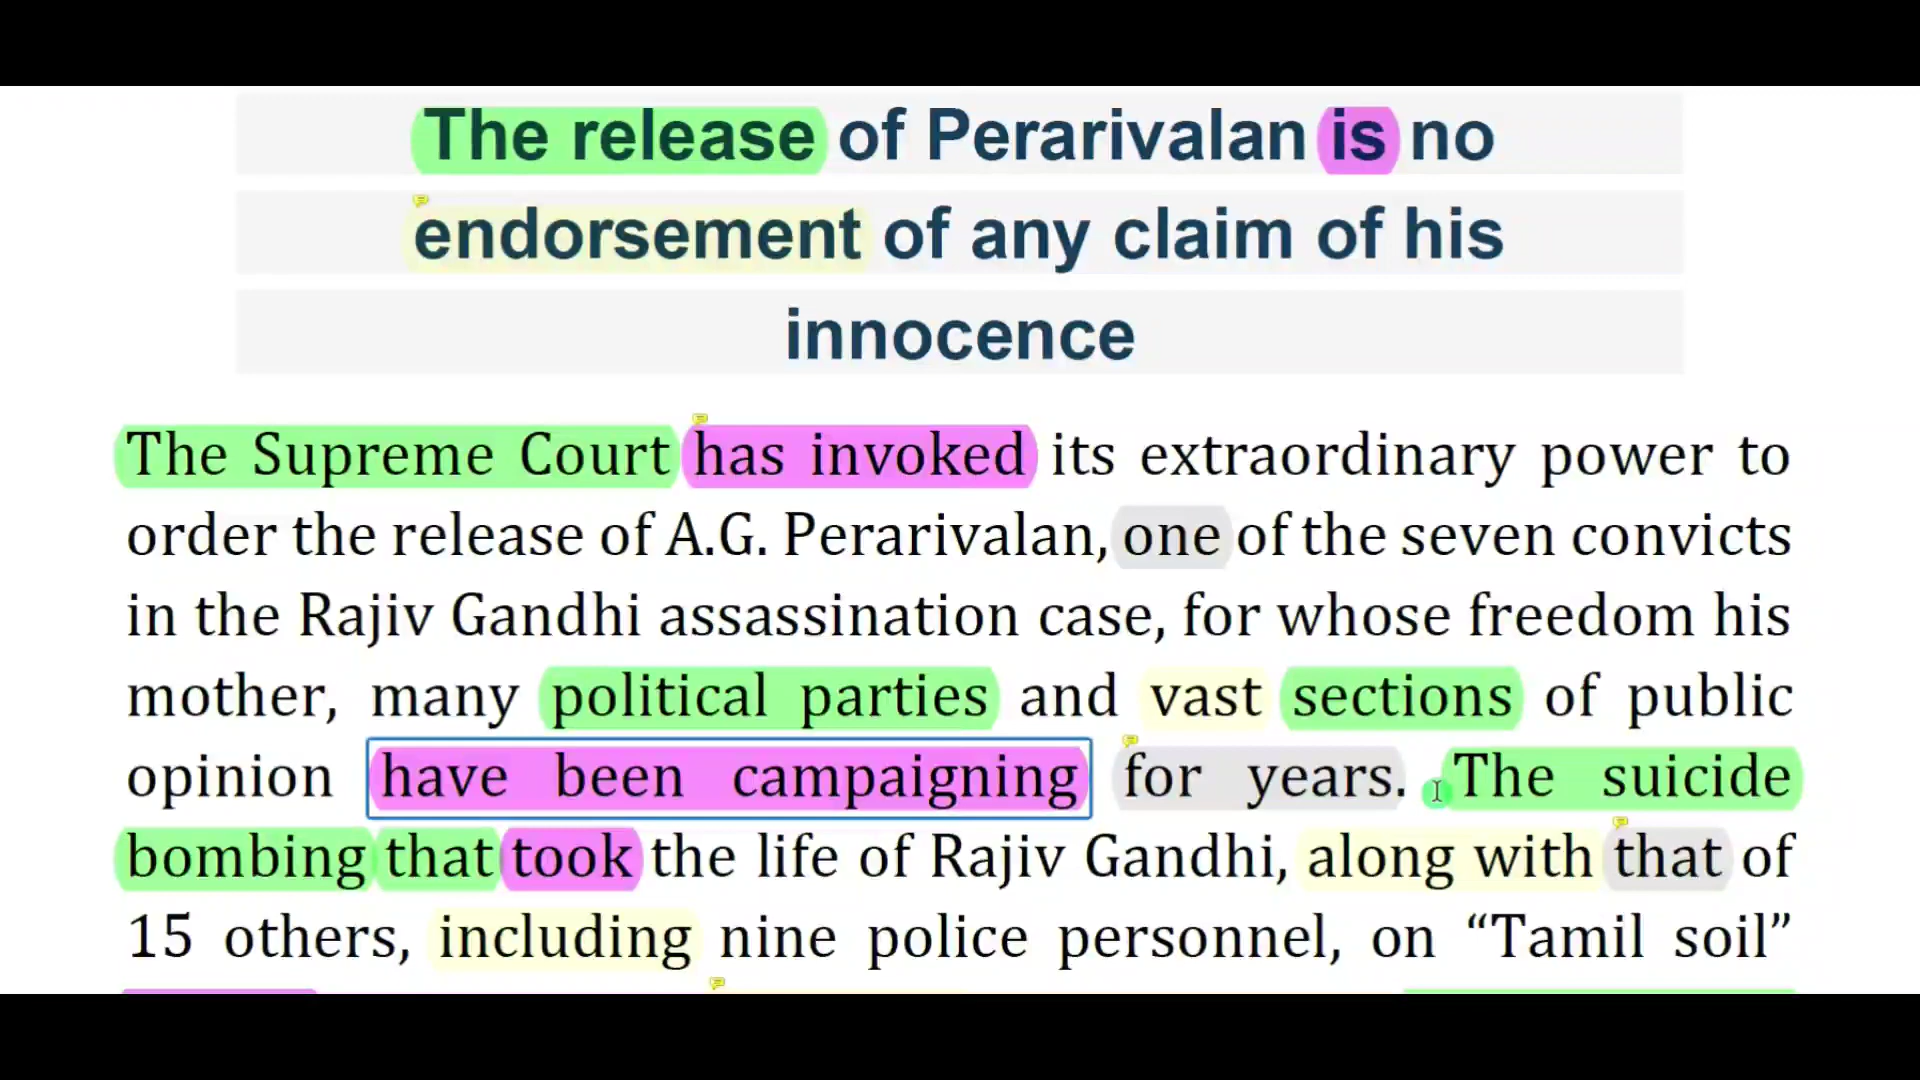 The release of Perarivalan is no
endorsement of any claim of his
innocence
The Supreme Court has invoked its extraordinary power to
order the release of A.G. Perarivalan, one of the seven convicts
in the Rajiv Gandhi assassination case, for whose freedom his
mother, many political parties and vast sections of public
opinion have been campaigning for years. The suicide
bombing that took the life of Rajiv Gandhi, along with that of
15 others, including nine police personnel, on “Tamil soil”